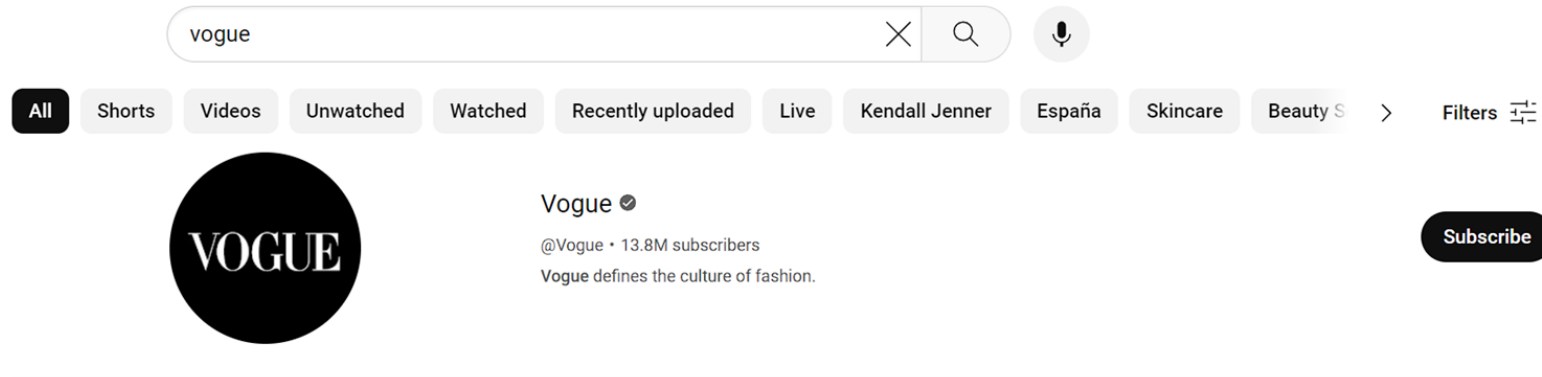 vogue
All Shorts Videos Unwatched Watched Recently uploaded Live Kendall Jenner España Skincare Beauty Filters
VOGUE
Vogue
@Vogue • 13.8M subscribers
Vogue defines the culture of fashion.
Subscribe